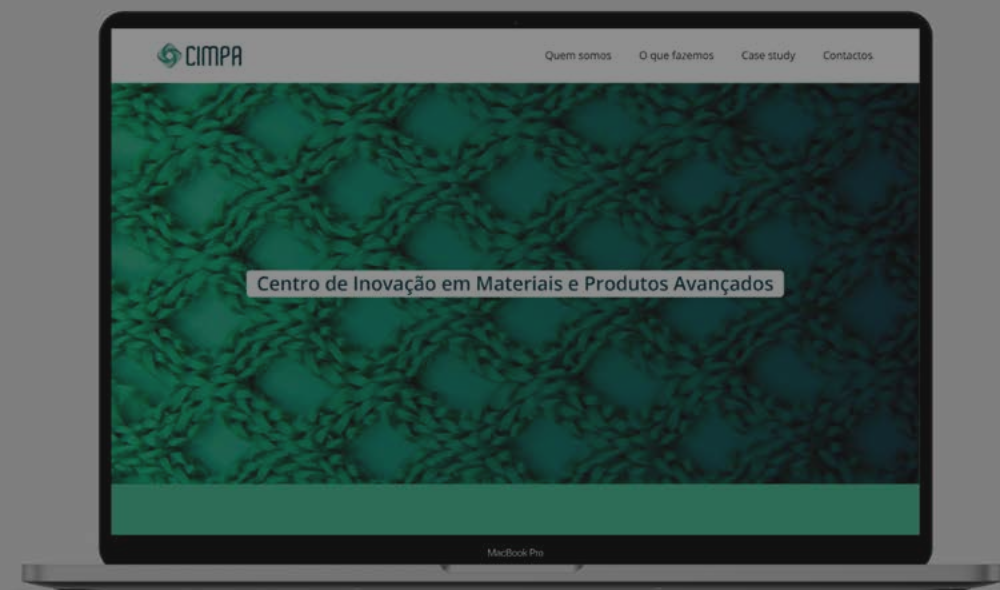 CIMPA
Quem somos
O que fazemos
Case study
Contactos
Centro de Inovação em Materiais e Produtos Avançados
MacBook Pro